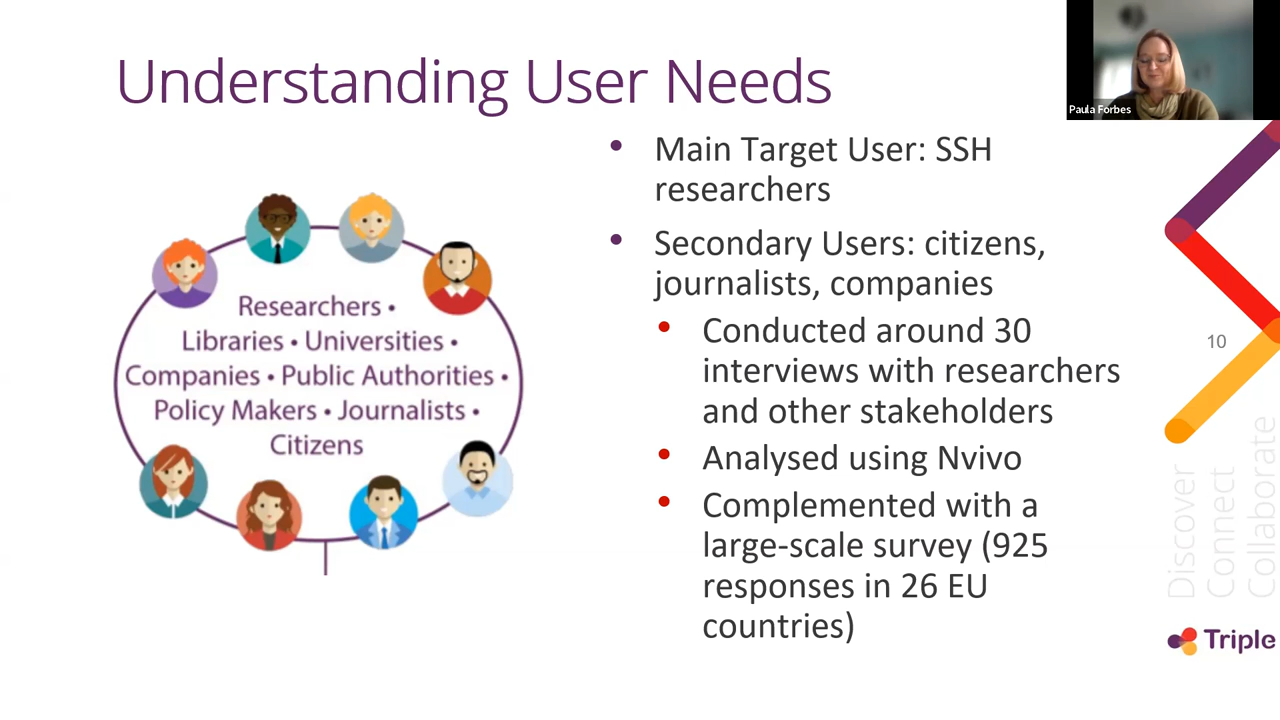 Understanding User Needs
Paula Forbes
Researchers •
Libraries • Universities •
Companies • Public Authorities •
Policy Makers • Journalists •
Citizens
• Main Target User: SSH
researchers
• Secondary Users: citizens,
journalists, companies
• Conducted around 30
interviews with researchers
and other stakeholders
• Analysed using Nvivo
• Complemented with a
large-scale survey (925
responses in 26 EU
countries)
10
Discover
Connect
Collaborate
Triple